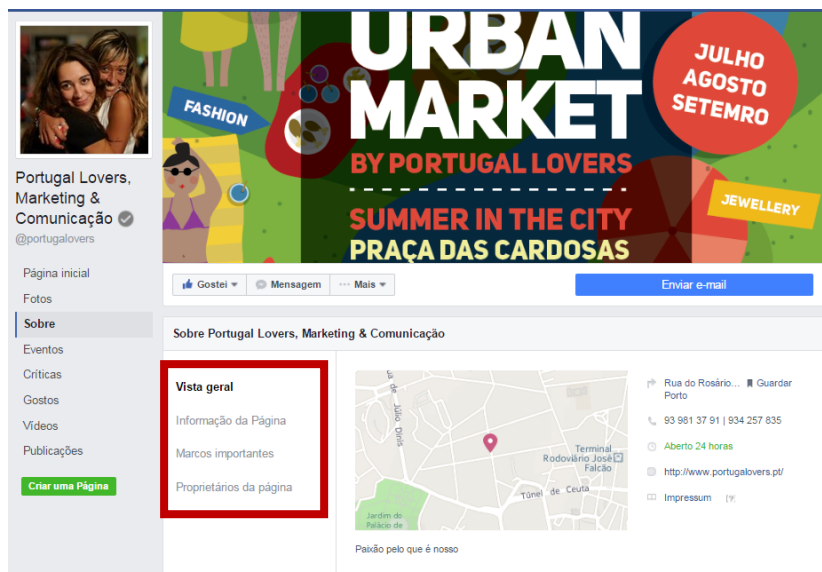 URBAN
MARKET
BY PORTUGAL LOVERS
SUMMER IN THE CITY
PRAÇA DAS CARDOSAS
FASHION
JULHO
AGOSTO
SETEMRO
JEWELLERY
Portugal Lovers,
Marketing &
Comunicação
@portugalovers
Página inicial
Fotos
Sobre
Eventos
Críticas
Gostos
Vídeos
Publicações
Criar uma Página
Gostei
Mensagem
Mais
Enviar e-mail
Sobre Portugal Lovers, Marketing & Comunicação
Vista geral
Informação da Página
Marcos importantes
Proprietários da página
Rua de Júlio Dinis
Terminal
Rodoviário José
Falcão
Túnel de Ceuta
Jardim do
Palácio de
Paixão pelo que é nosso
Rua do Rosário... Guardar
Porto
93 981 37 91 | 934 257 835
Aberto 24 horas
http://www.portugalovers.pt/
Impressum [?]